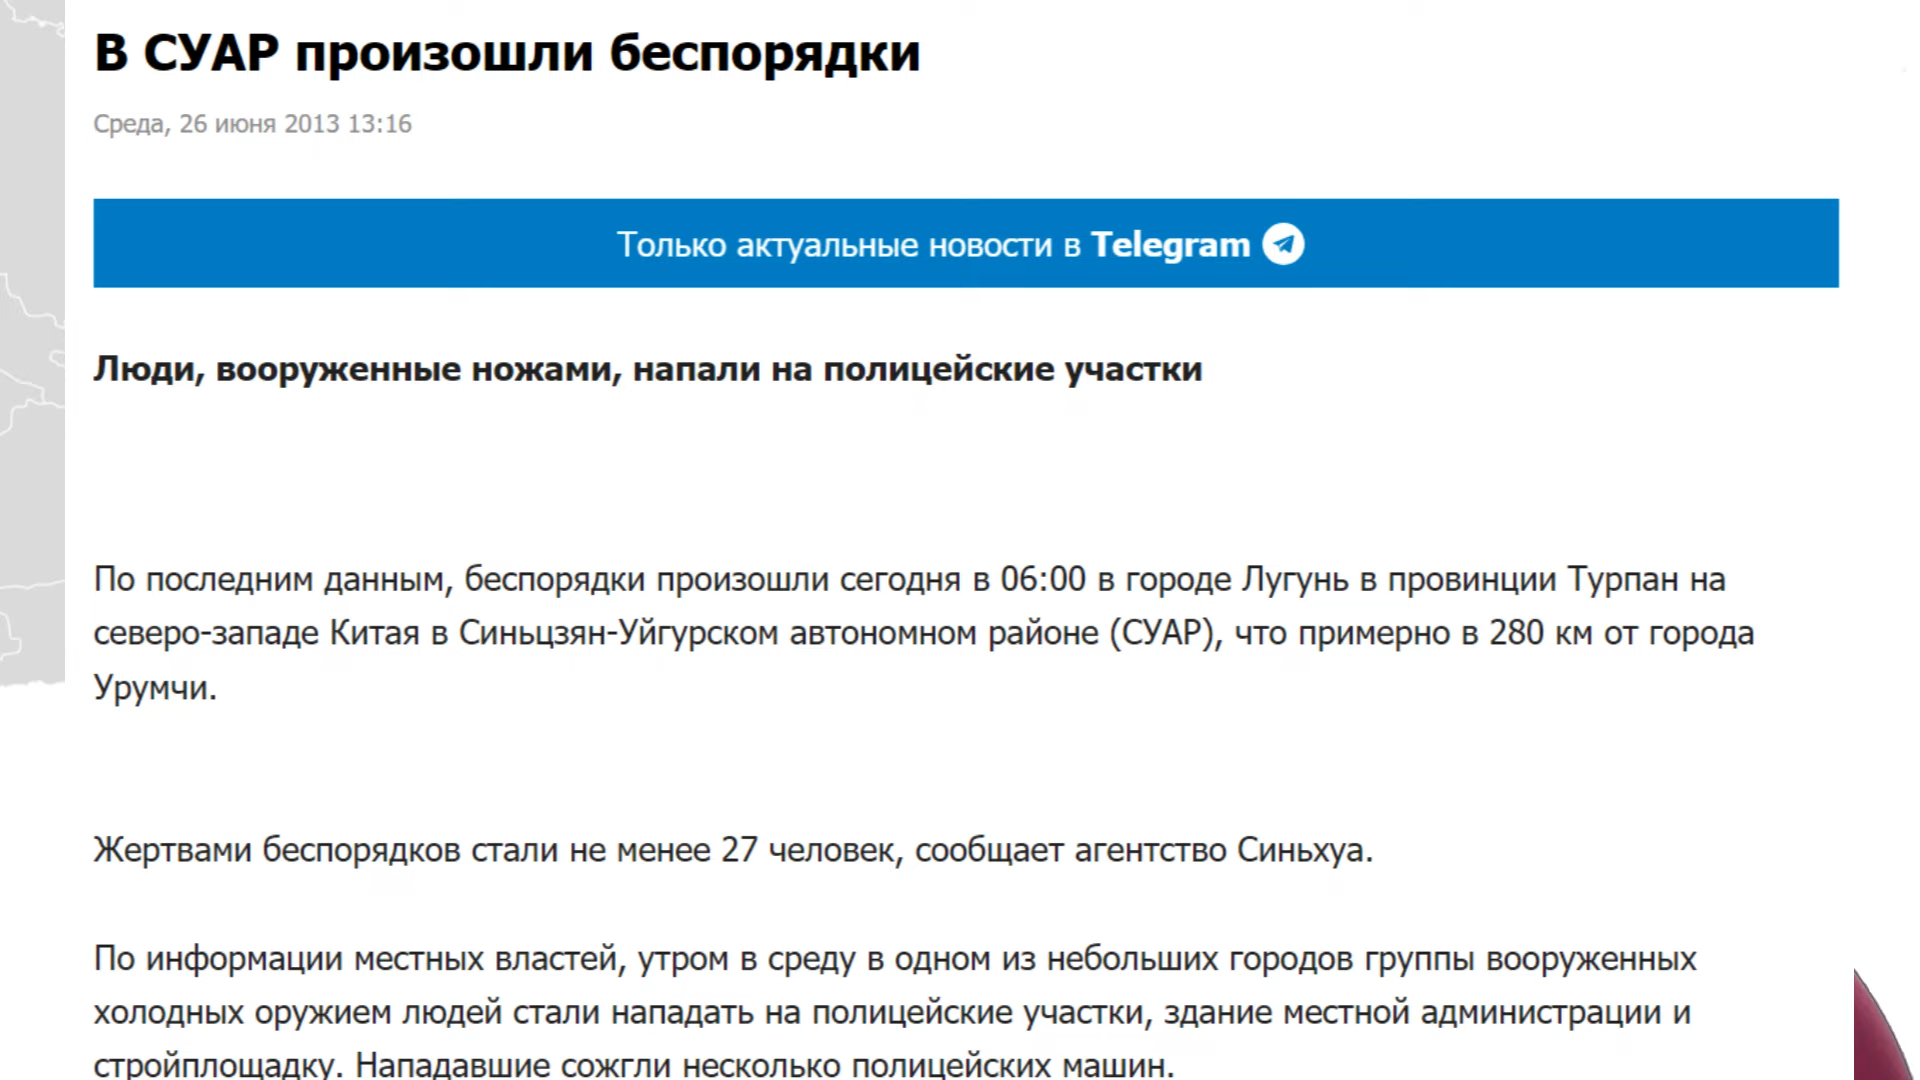 В СУАР произошли беспорядки
Среда, 26 июня 2013 13:16
Только актуальные новости в Telegram
Люди, вооруженные ножами, напали на полицейские участки
По последним данным, беспорядки произошли сегодня в 06:00 в городе Лугунь в провинции Турпан на
северо-западе Китая в Синьцзян-Уйгурском автономном районе (СУАР), что примерно в 280 км от города
Урумчи.
Жертвами беспорядков стали не менее 27 человек, сообщает агентство Синьхуа.
По информации местных властей, утром в среду в одном из небольших городов группы вооруженных
холодных оружием людей стали нападать на полицейские участки, здание местной администрации и
стройплощадку. Нападавшие сожгли несколько полицейских машин.